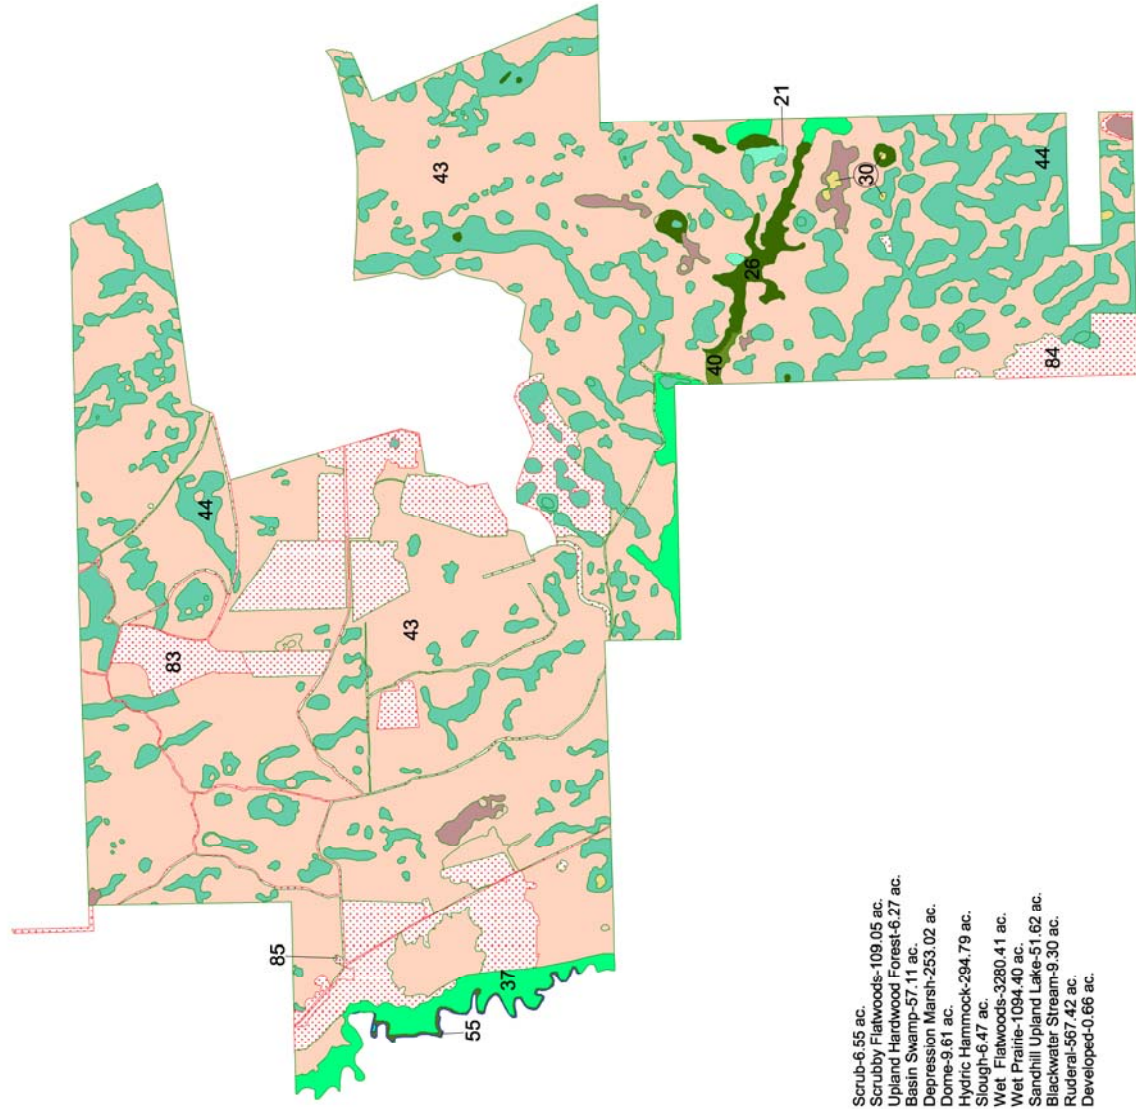 43
21
30
44
26
40
84
44
83
43
85
37
55
Scrub-6.55 ac.
Scrubby Flatwoods-109.05 ac.
Upland Hardwood Forest-6.27 ac.
Basin Swamp-57.11 ac.
Depression Marsh-253.02 ac.
Dome-9.61 ac.
Hydric Hammock-294.79 ac.
Slough-6.47 ac.
Wet Flatwoods-3280.41 ac.
Wet Prairie-1094.40 ac.
Sandhill Upland Lake-51.62 ac.
Blackwater Stream-9.30 ac.
Ruderal-567.42 ac.
Developed-0.66 ac.